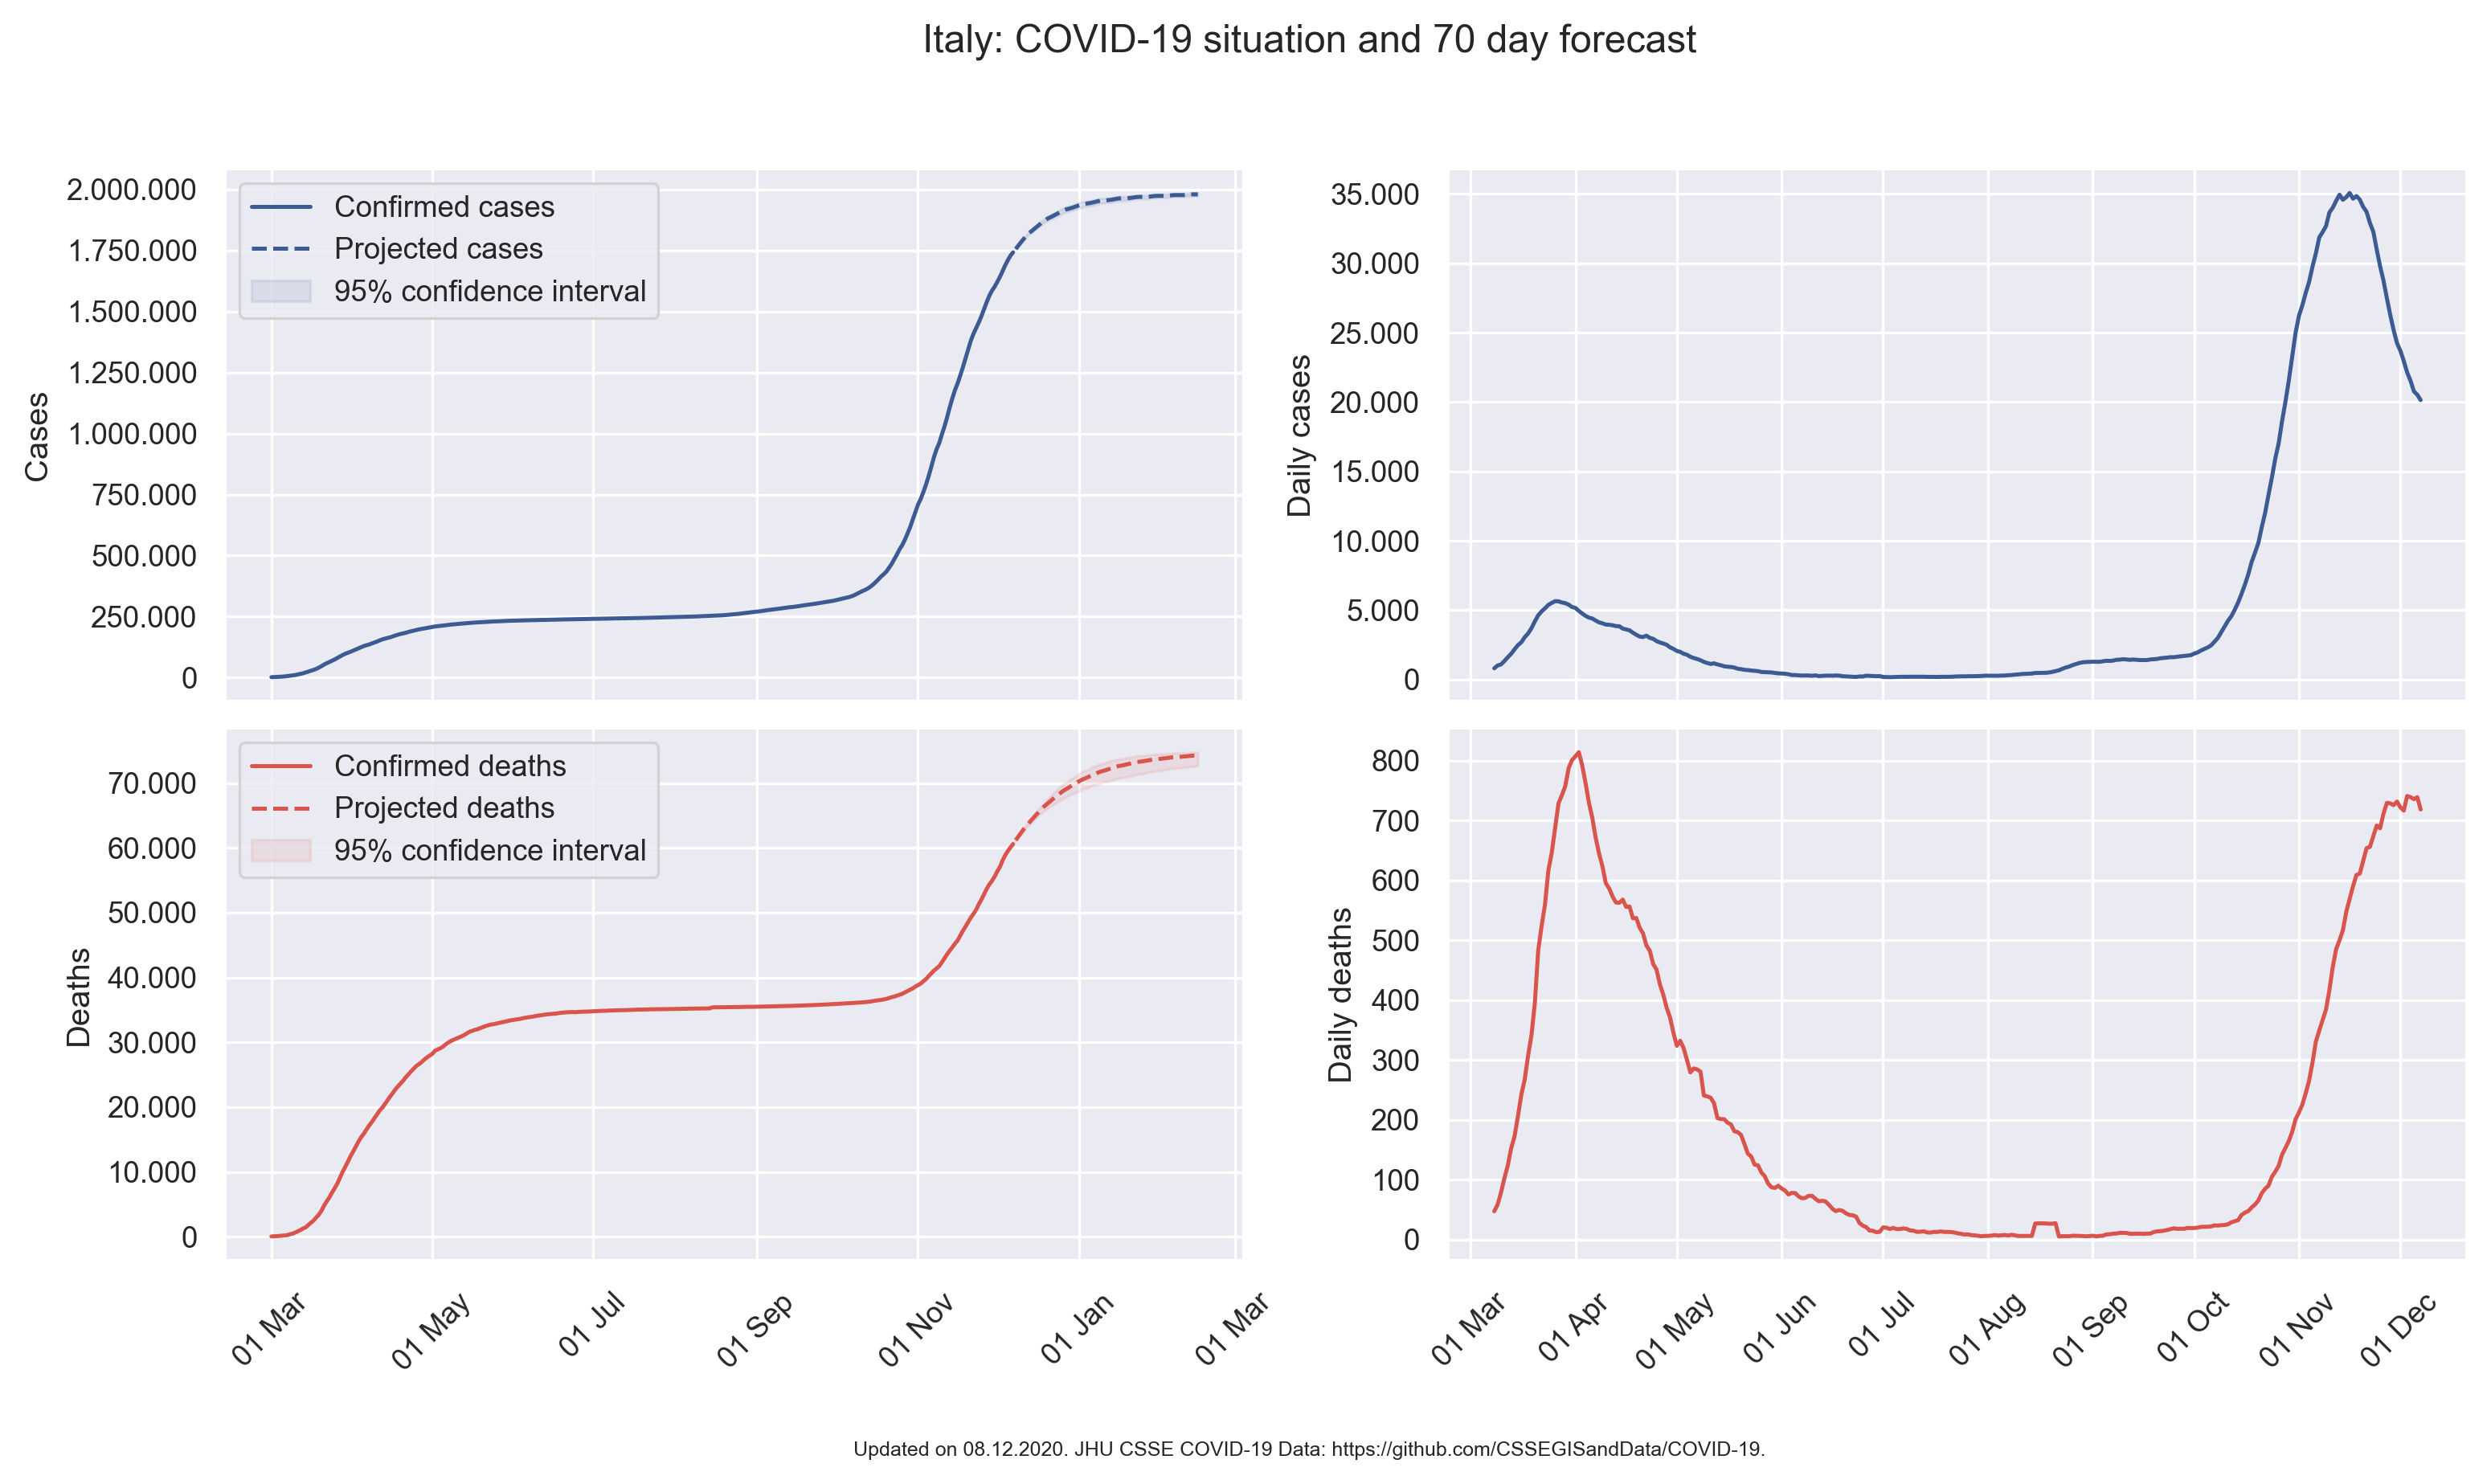 Italy: COVID-19 situation and 70 day forecast
2.000.000
1.750.000
1.500.000
1.250.000
1.000.000
750.000
500.000
250.000
0
Cases
Confirmed cases
Projected cases
95% confidence interval
35.000
30.000
25.000
20.000
15.000
10.000
5.000
0
Daily cases
70.000
60.000
50.000
40.000
30.000
20.000
10.000
0
Deaths
Confirmed deaths
Projected deaths
95% confidence interval
800
700
600
500
400
300
200
100
0
Daily deaths
01 Mar
01 May
01 Jul
01 Sep
01 Nov
01 Jan
01 Mar
01 Mar
01 Apr
01 May
01 Jun
01 Jul
01 Aug
01 Sep
01 Oct
01 Nov
01 Dec
Updated on 08.12.2020. JHU CSSE COVID-19 Data: https://github.com/CSSEGISandData/COVID-19.